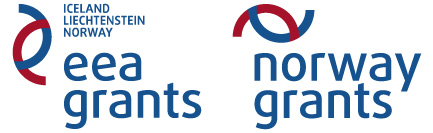 ICELAND
LIECHTENSTEIN
NORWAY
eea
grants
norway
grants